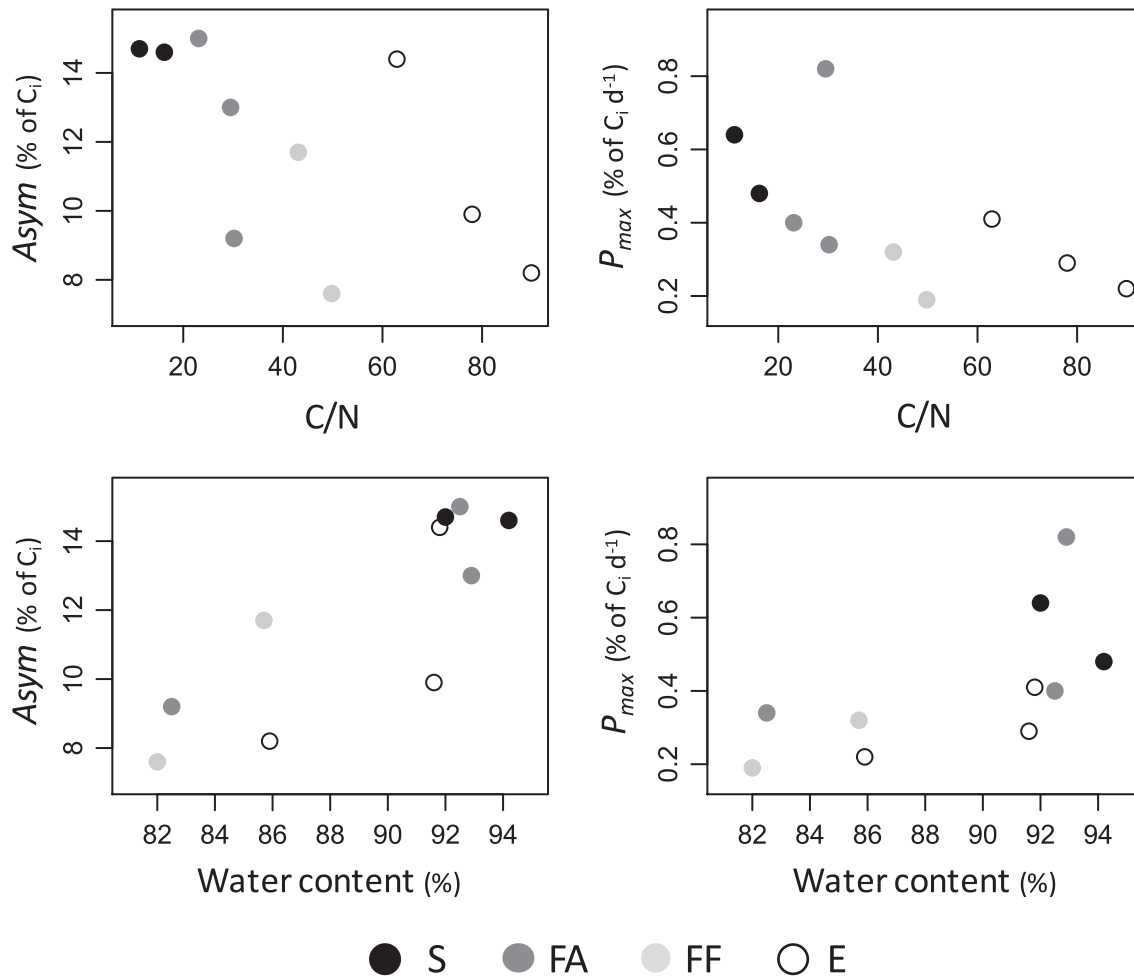 Asym (% of Cᵢ)
14
12
10
8
20 40 60 80
C/N
P_max (% of Cᵢ d⁻¹)
0.8
0.6
0.4
0.2
20 40 60 80
C/N
Asym (% of Cᵢ)
14
12
10
8
82 84 86 88 90 92 94
Water content (%)
P_max (% of Cᵢ d⁻¹)
0.8
0.6
0.4
0.2
82 84 86 88 90 92 94
Water content (%)
S FA FF E